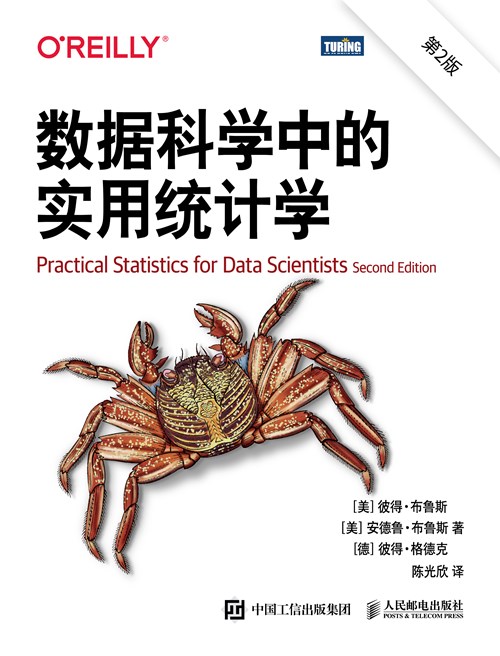 O'REILLY®
TURING
第2版
数据科学中的
实用统计学
Practical Statistics for Data Scientists Second Edition
[美] 彼得·布鲁斯
[美] 安德鲁·布鲁斯 著
[德] 彼得·格德克
陈光欣 译
中国工信出版集团
人民邮电出版社
POSTS & TELECOM PRESS